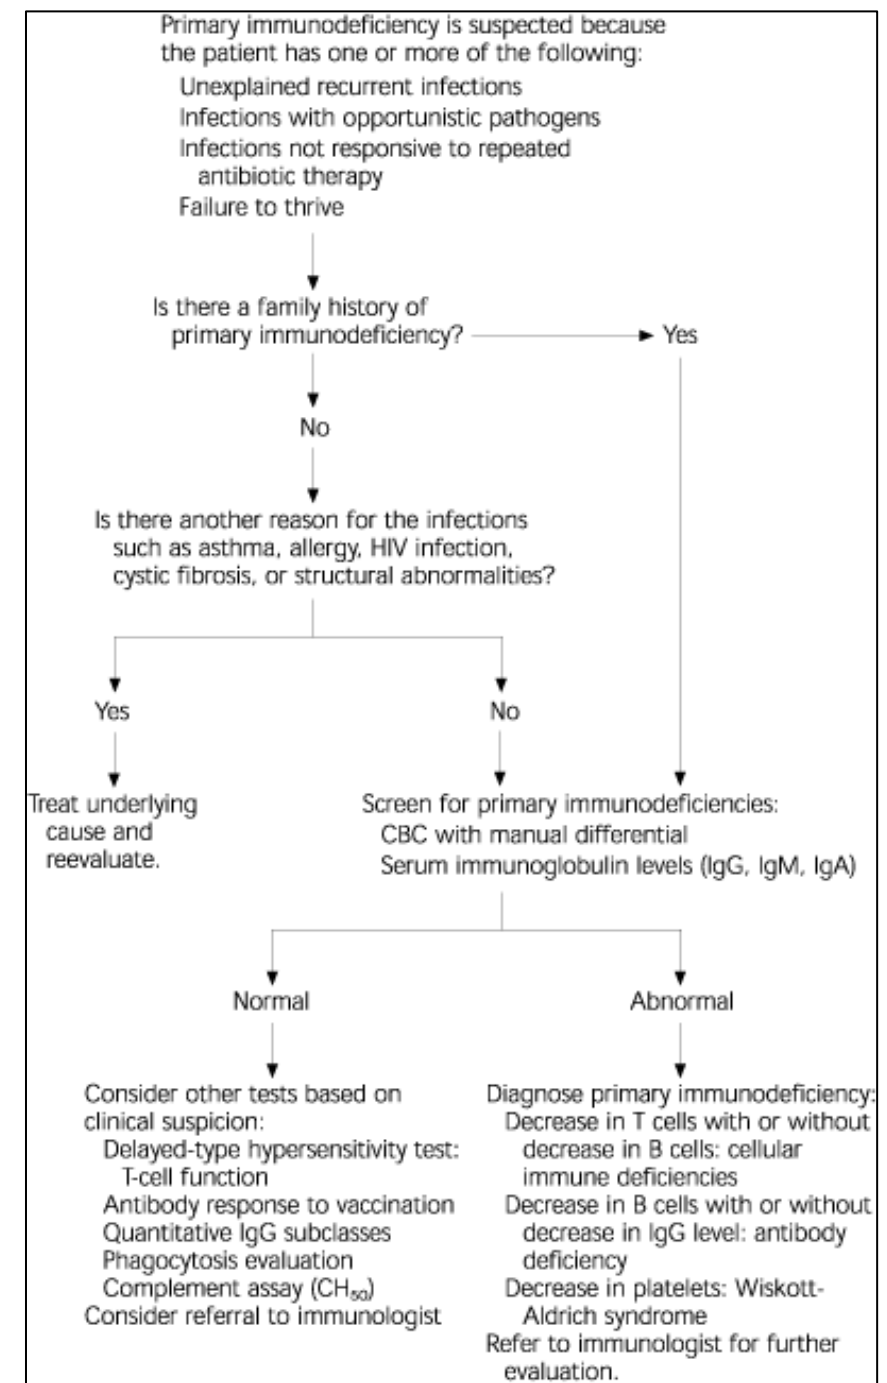 Primary immunodeficiency is suspected because
the patient has one or more of the following:
Unexplained recurrent infections
Infections with opportunistic pathogens
Infections not responsive to repeated
antibiotic therapy
Failure to thrive
Is there a family history of
primary immunodeficiency?
Yes
No
Is there another reason for the infections
such as asthma, allergy, HIV infection,
cystic fibrosis, or structural abnormalities?
Yes
No
Treat underlying
cause and
reevaluate.
Screen for primary immunodeficiencies:
CBC with manual differential
Serum immunoglobulin levels (IgG, IgM, IgA)
Normal
Abnormal
Consider other tests based on
clinical suspicion:
Delayed-type hypersensitivity test:
T-cell function
Antibody response to vaccination
Quantitative IgG subclasses
Phagocytosis evaluation
Complement assay (CH₅₀)
Consider referral to immunologist
Diagnose primary immunodeficiency:
Decrease in T cells with or without
decrease in B cells: cellular
immune deficiencies
Decrease in B cells with or without
decrease in IgG level: antibody
deficiency
Decrease in platelets: Wiskott-
Aldrich syndrome
Refer to immunologist for further
evaluation.